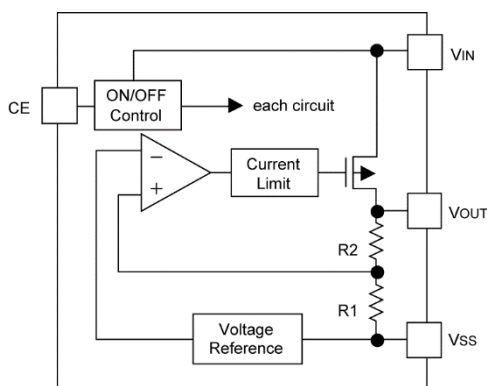 VIN
ON/OFF
Control
CE
each circuit
−
+
Current
Limit
VOUT
R2
R1
Voltage
Reference
VSS